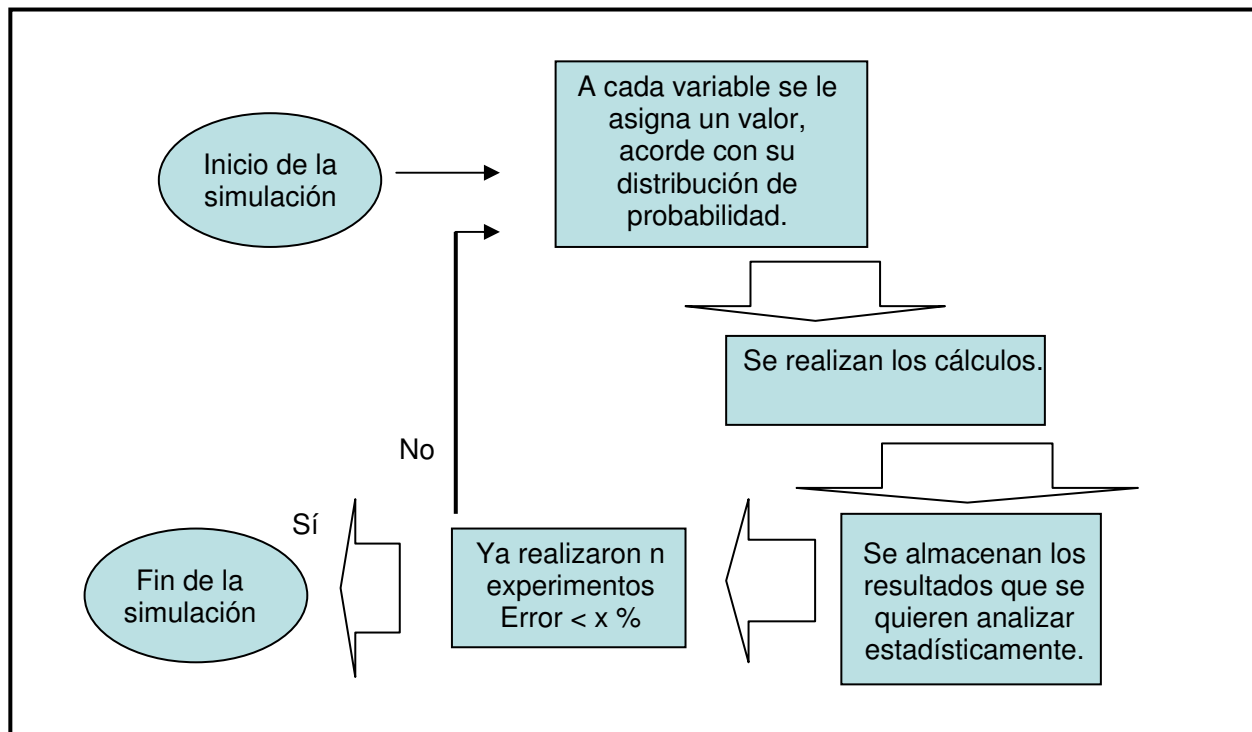 Inicio de la
simulación
A cada variable se le
asigna un valor,
acorde con su
distribución de
probabilidad.
Se realizan los cálculos.
Se almacenan los
resultados que se
quieren analizar
estadísticamente.
Ya realizaron n
experimentos
Error < x %
No
Sí
Fin de la
simulación